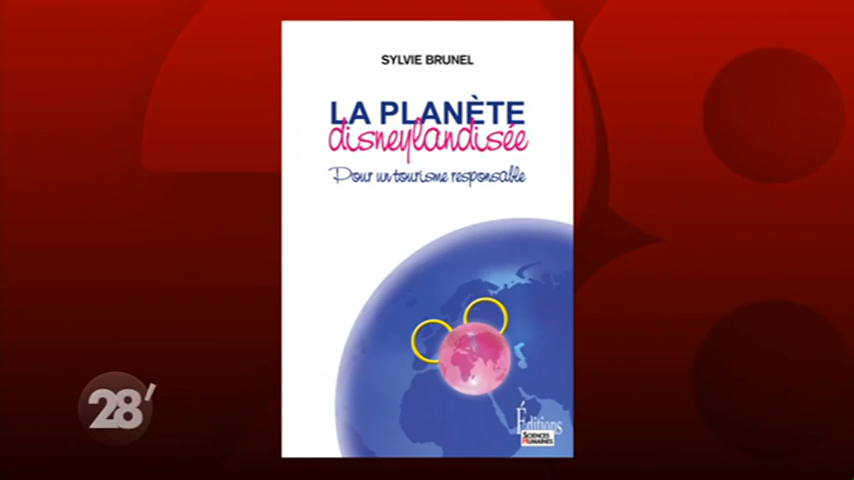 SYLVIE BRUNEL
LA PLANÈTE
disneylandisée
Pour un tourisme responsable
Éditions
SCIENCES
HUMAINES
28'